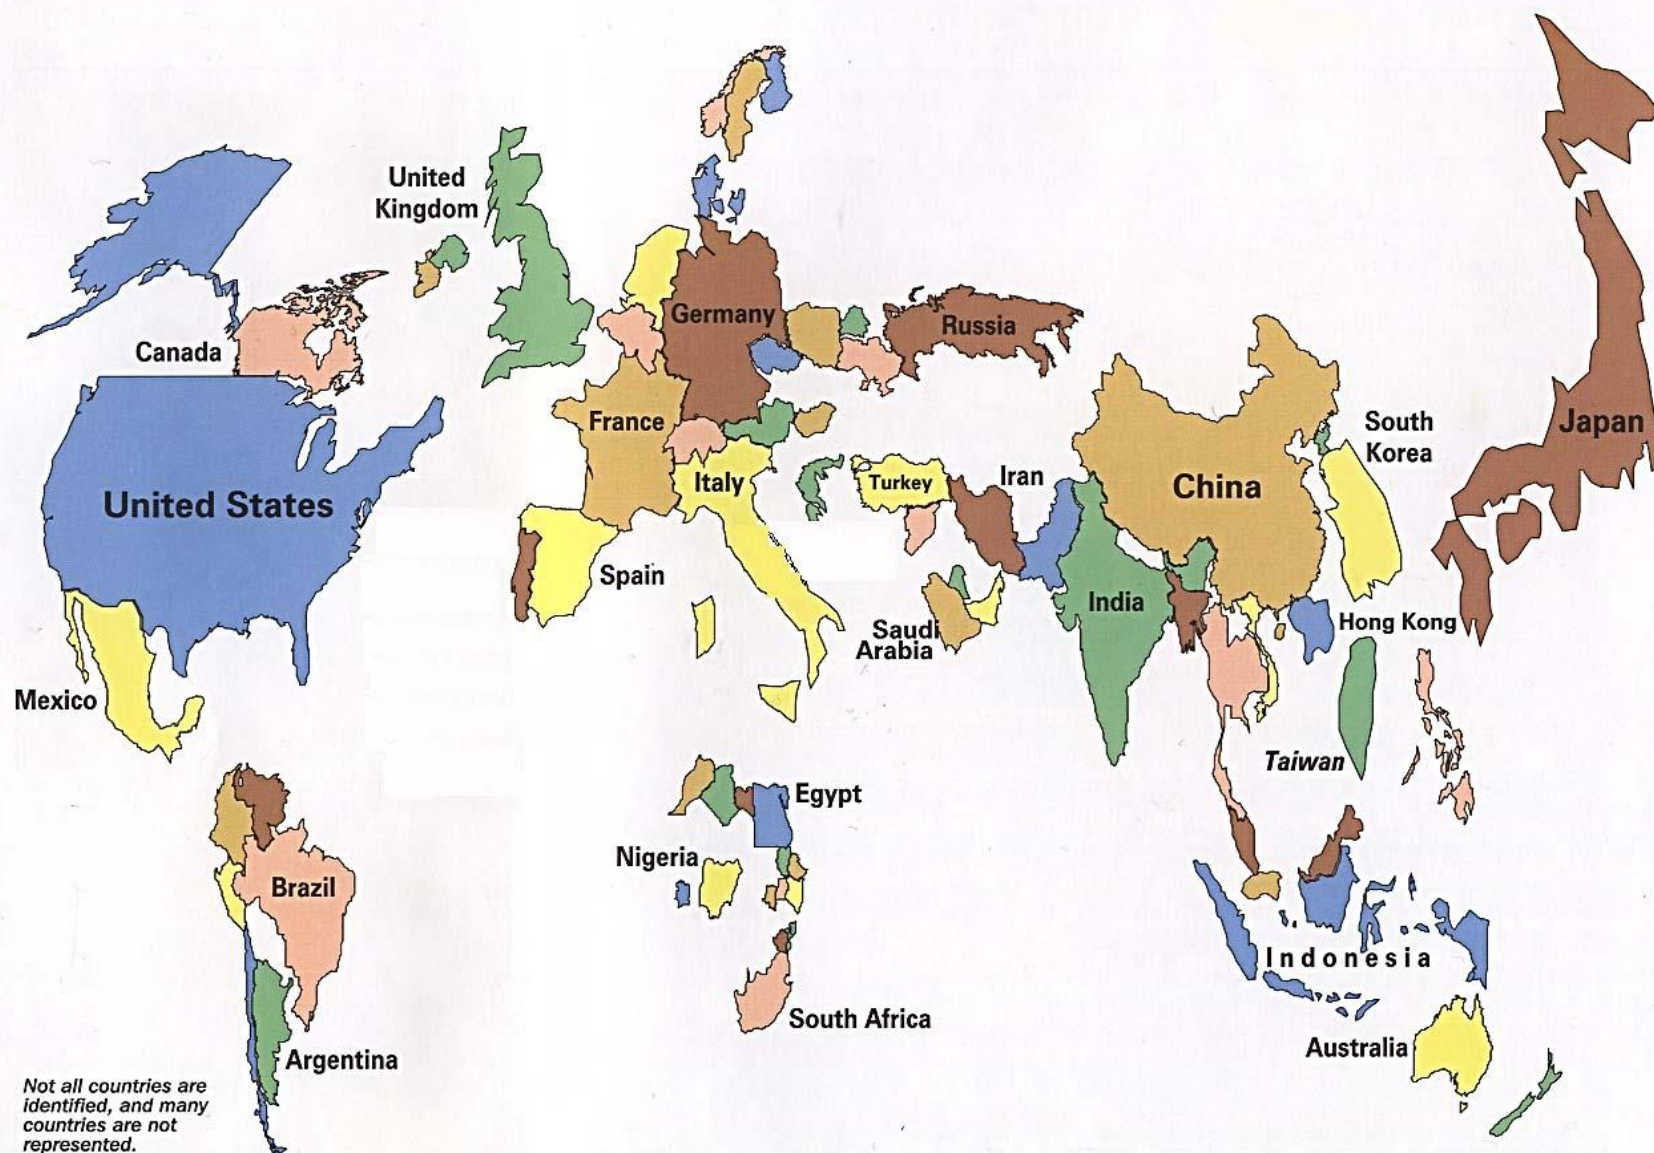 United
Kingdom
Canada
Germany
Russia
France
United States
Italy
Turkey
Iran
China
South
Korea
Japan
Spain
India
Hong Kong
Saudi
Arabia
Mexico
Taiwan
Egypt
Nigeria
Brazil
Indonesia
South Africa
Australia
Argentina
Not all countries are
identified, and many
countries are not
represented.